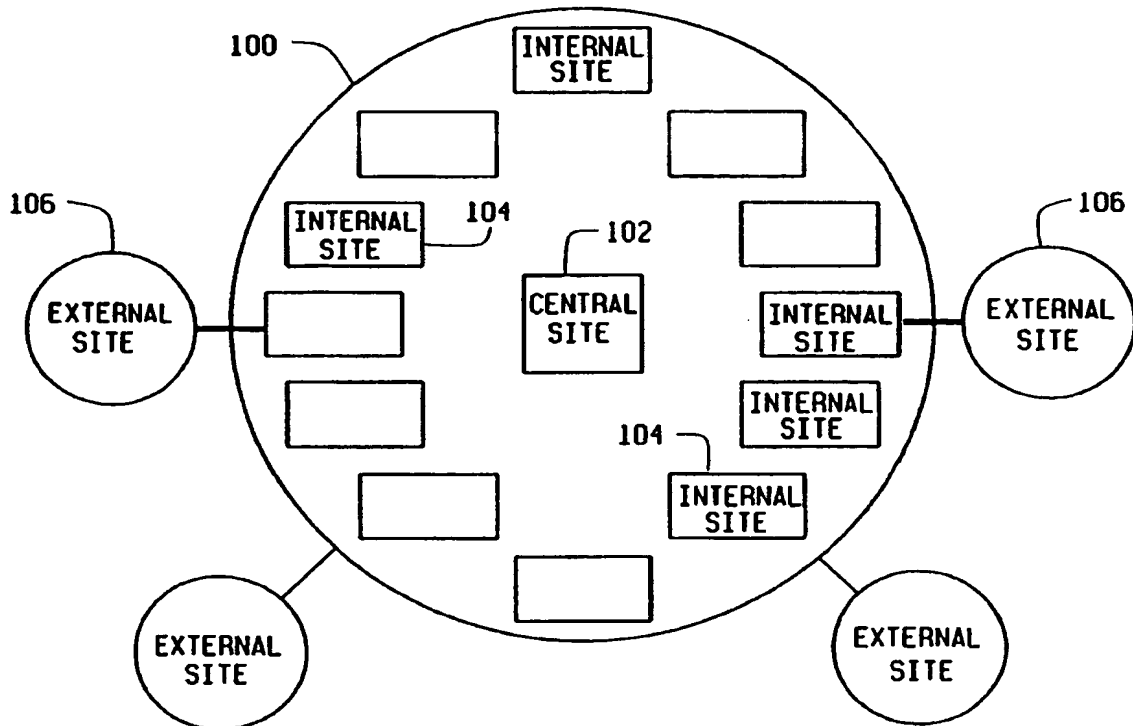 100
INTERNAL
SITE
106
INTERNAL
SITE
104
102
106
EXTERNAL
SITE
CENTRAL
SITE
INTERNAL
SITE
EXTERNAL
SITE
INTERNAL
SITE
104
INTERNAL
SITE
EXTERNAL
SITE
EXTERNAL
SITE